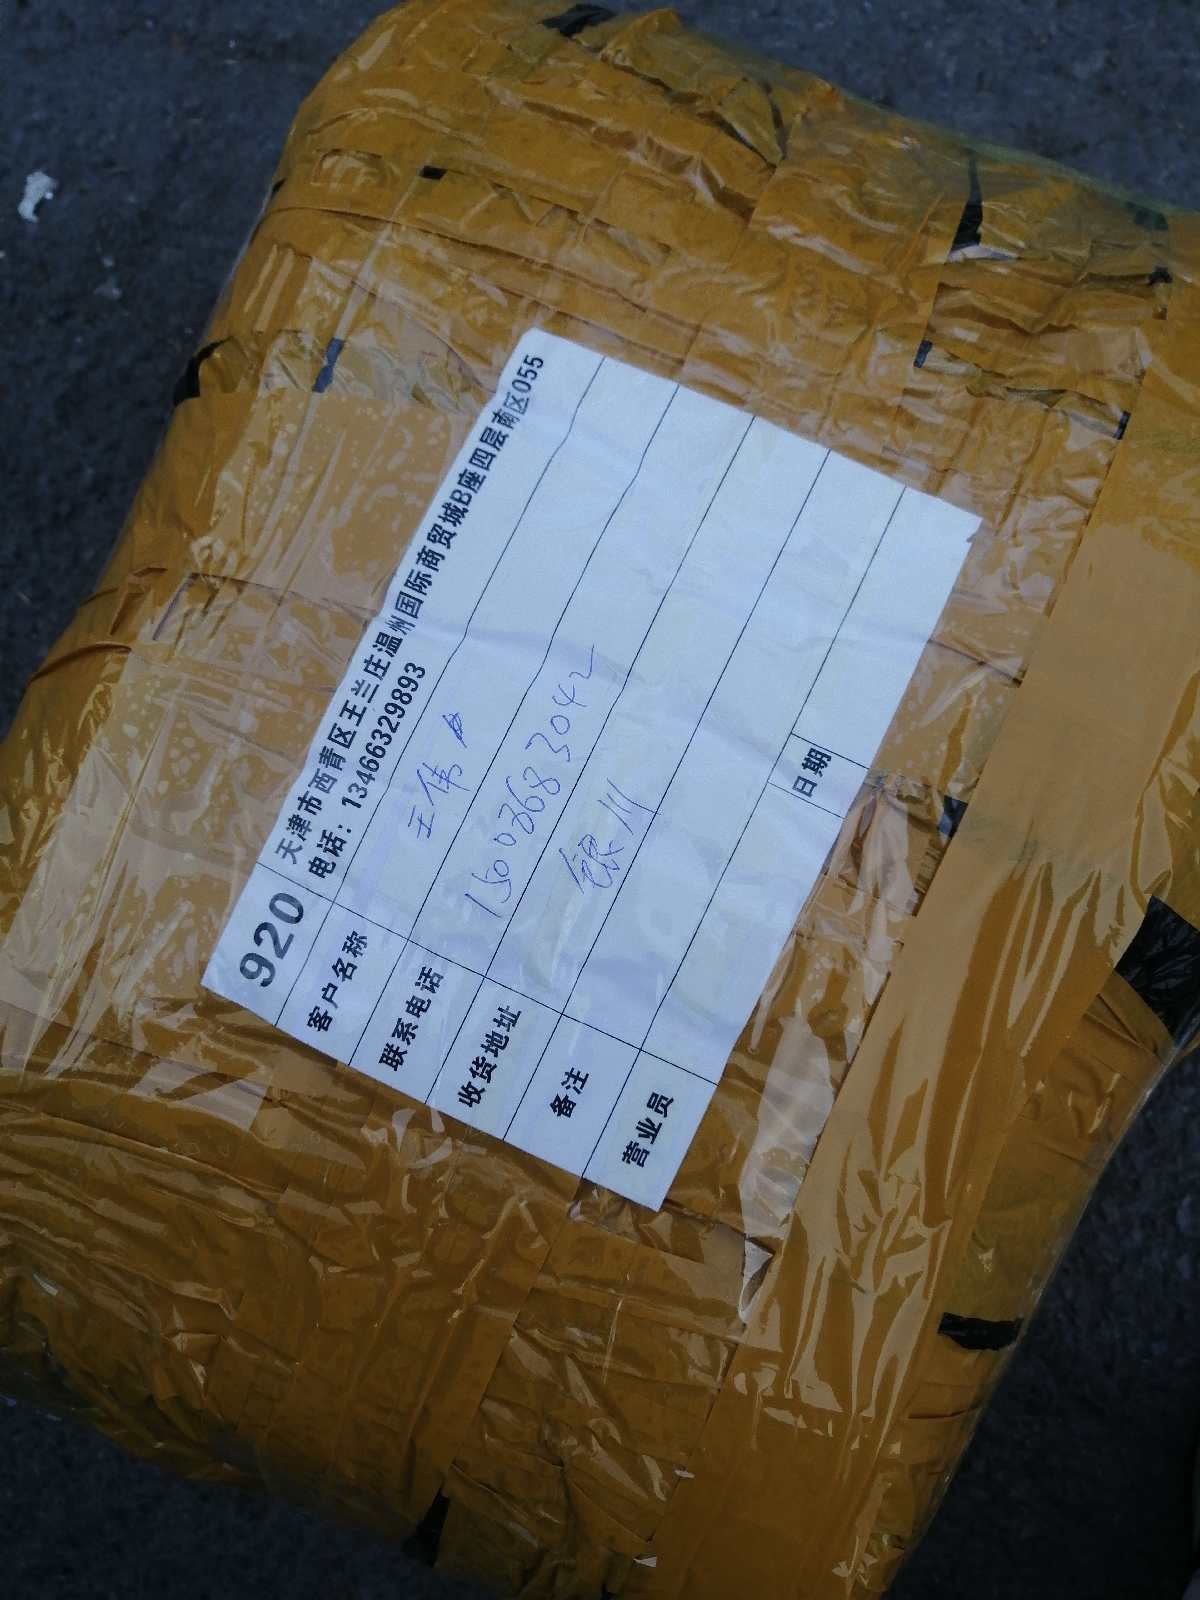 920 天津市西青区王兰庄温州国际商贸城B座四层南区055
电话：13466329893
客户名称 王伟
联系电话 15003683042
收货地址 银川
备注
营业员 日期